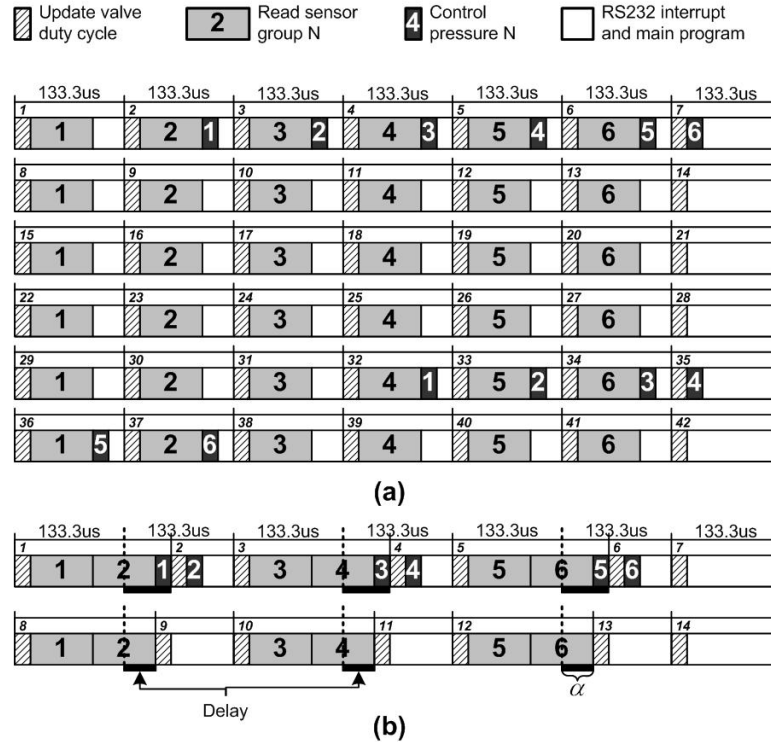 Update valve duty cycle
2 Read sensor group N
4 Control pressure N
RS232 interrupt and main program
133.3us 133.3us 133.3us 133.3us 133.3us 133.3us 133.3us
1 2 3 4 5 6 7
1 2 1 3 2 4 3 5 4 6 5 6
8 9 10 11 12 13 14
1 2 3 4 5 6
15 16 17 18 19 20 21
1 2 3 4 5 6
22 23 24 25 26 27 28
1 2 3 4 5 6
29 30 31 32 33 34 35
1 2 3 4 1 5 2 6 3 4
36 37 38 39 40 41 42
1 5 2 6 3 4 5 6
(a)
133.3us 133.3us 133.3us 133.3us 133.3us 133.3us 133.3us
1 2 3 4 5 6 7
1 2 1 2 3 4 3 4 5 6 5 6
8 9 10 11 12 13 14
1 2 3 4 5 6
Delay α
(b)